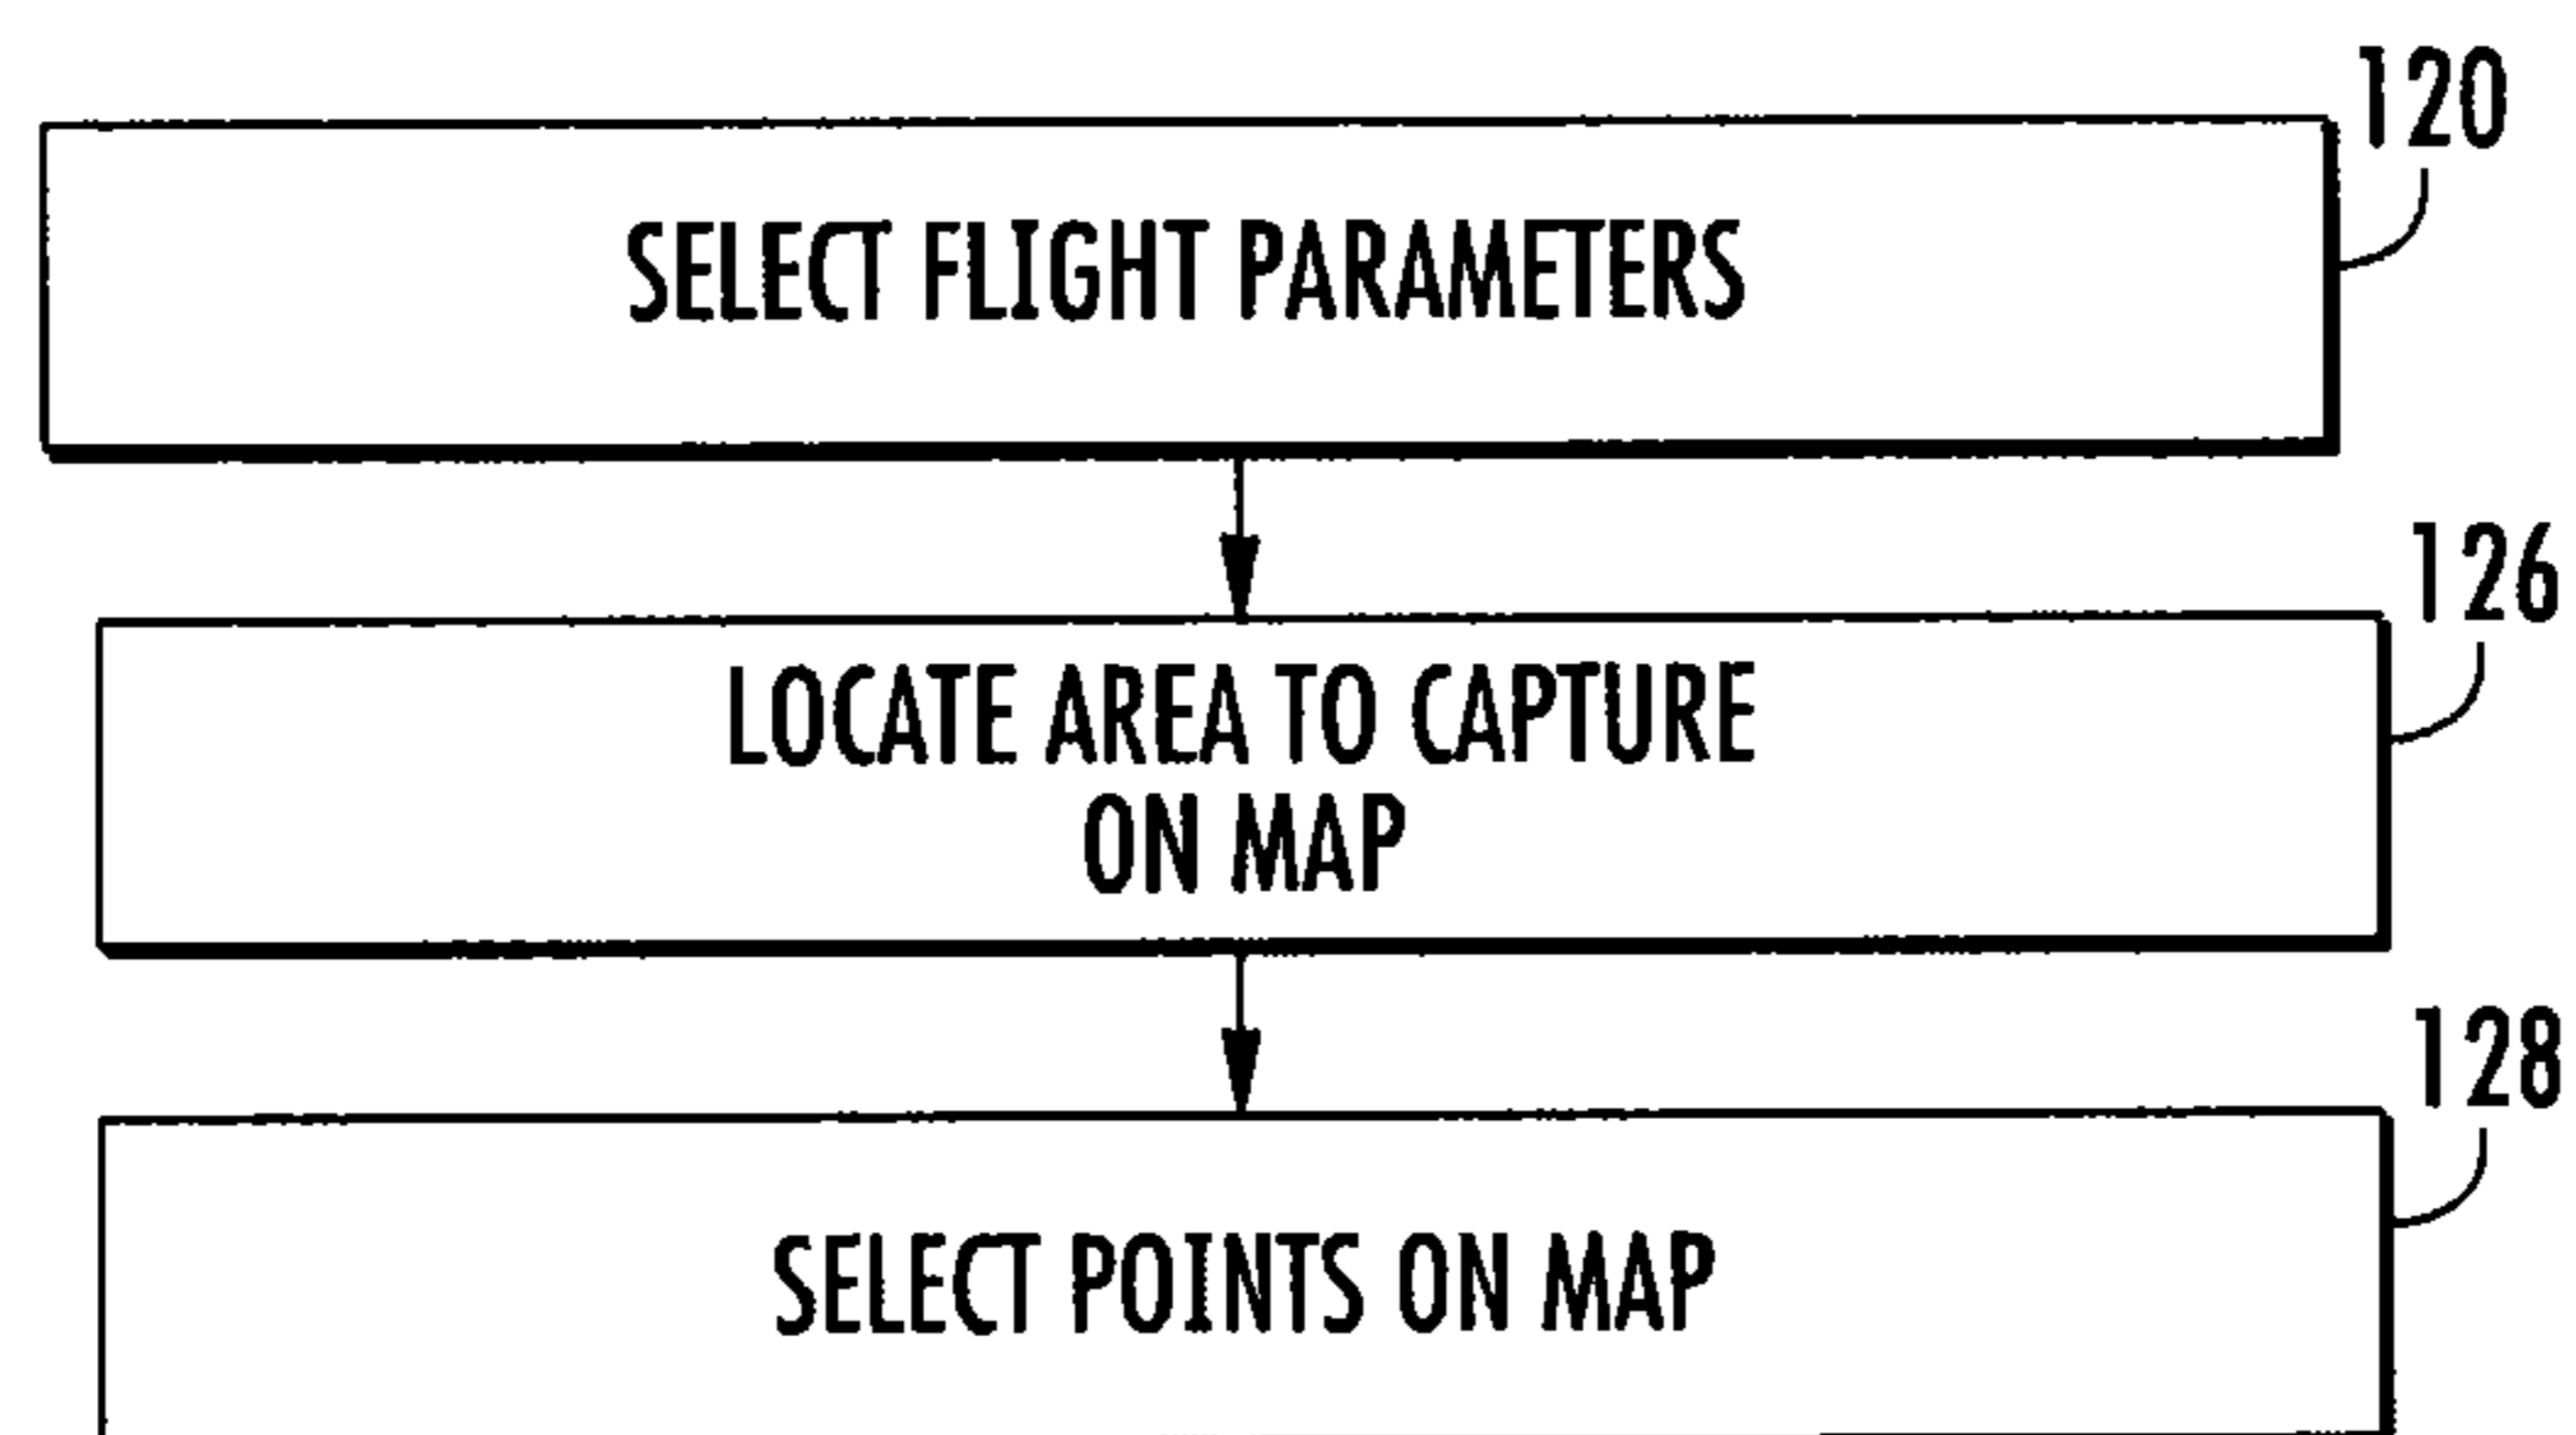 120
SELECT FLIGHT PARAMETERS
126
LOCATE AREA TO CAPTURE
ON MAP
128
SELECT POINTS ON MAP